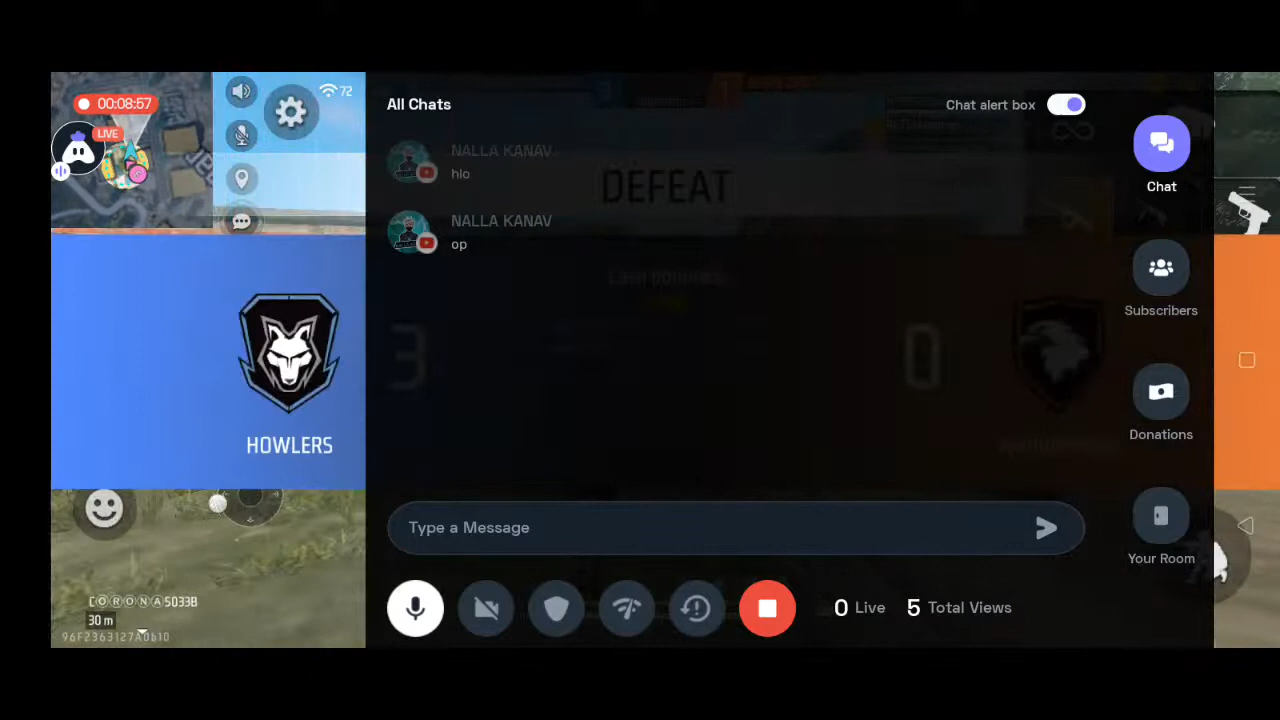 00:08:57
LIVE
72
All Chats
Chat alert box
NALLA KANAV
hlo
DEFEAT
Chat
NALLA KANAV
op
Subscribers
3
0
Donations
HOWLERS
Type a Message
Your Room
ⒸⓄⓇⓄⓃⒶ5033B
30 m
96F2363127A0b10
0 Live
5 Total Views